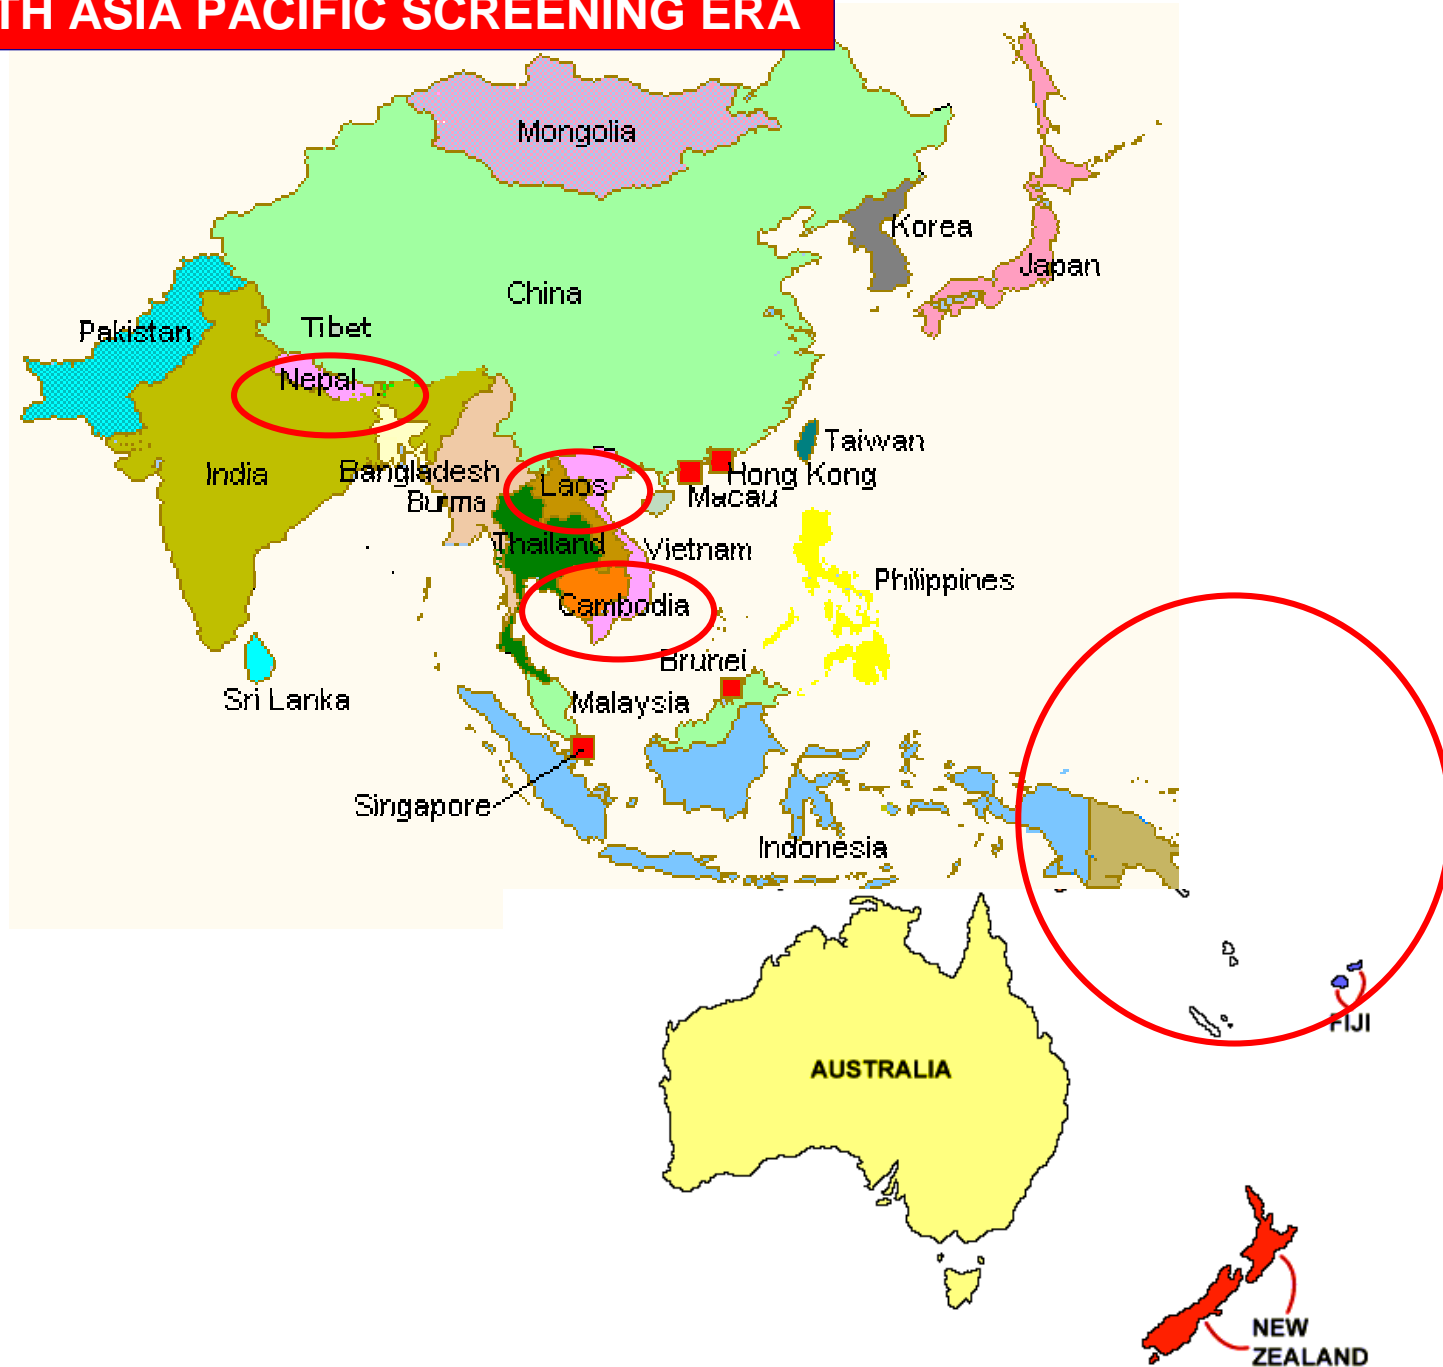 TH ASIA PACIFIC SCREENING ERA
Mongolia
Korea
Japan
China
Pakistan
Tibet
Nepal
Taiwan
India
Bangladesh
Hong Kong
Laos
Macau
Burma
Thailand
Vietnam
Philippines
Cambodia
Brunei
Sri Lanka
Malaysia
Singapore
Indonesia
FIJI
AUSTRALIA
NEW
ZEALAND